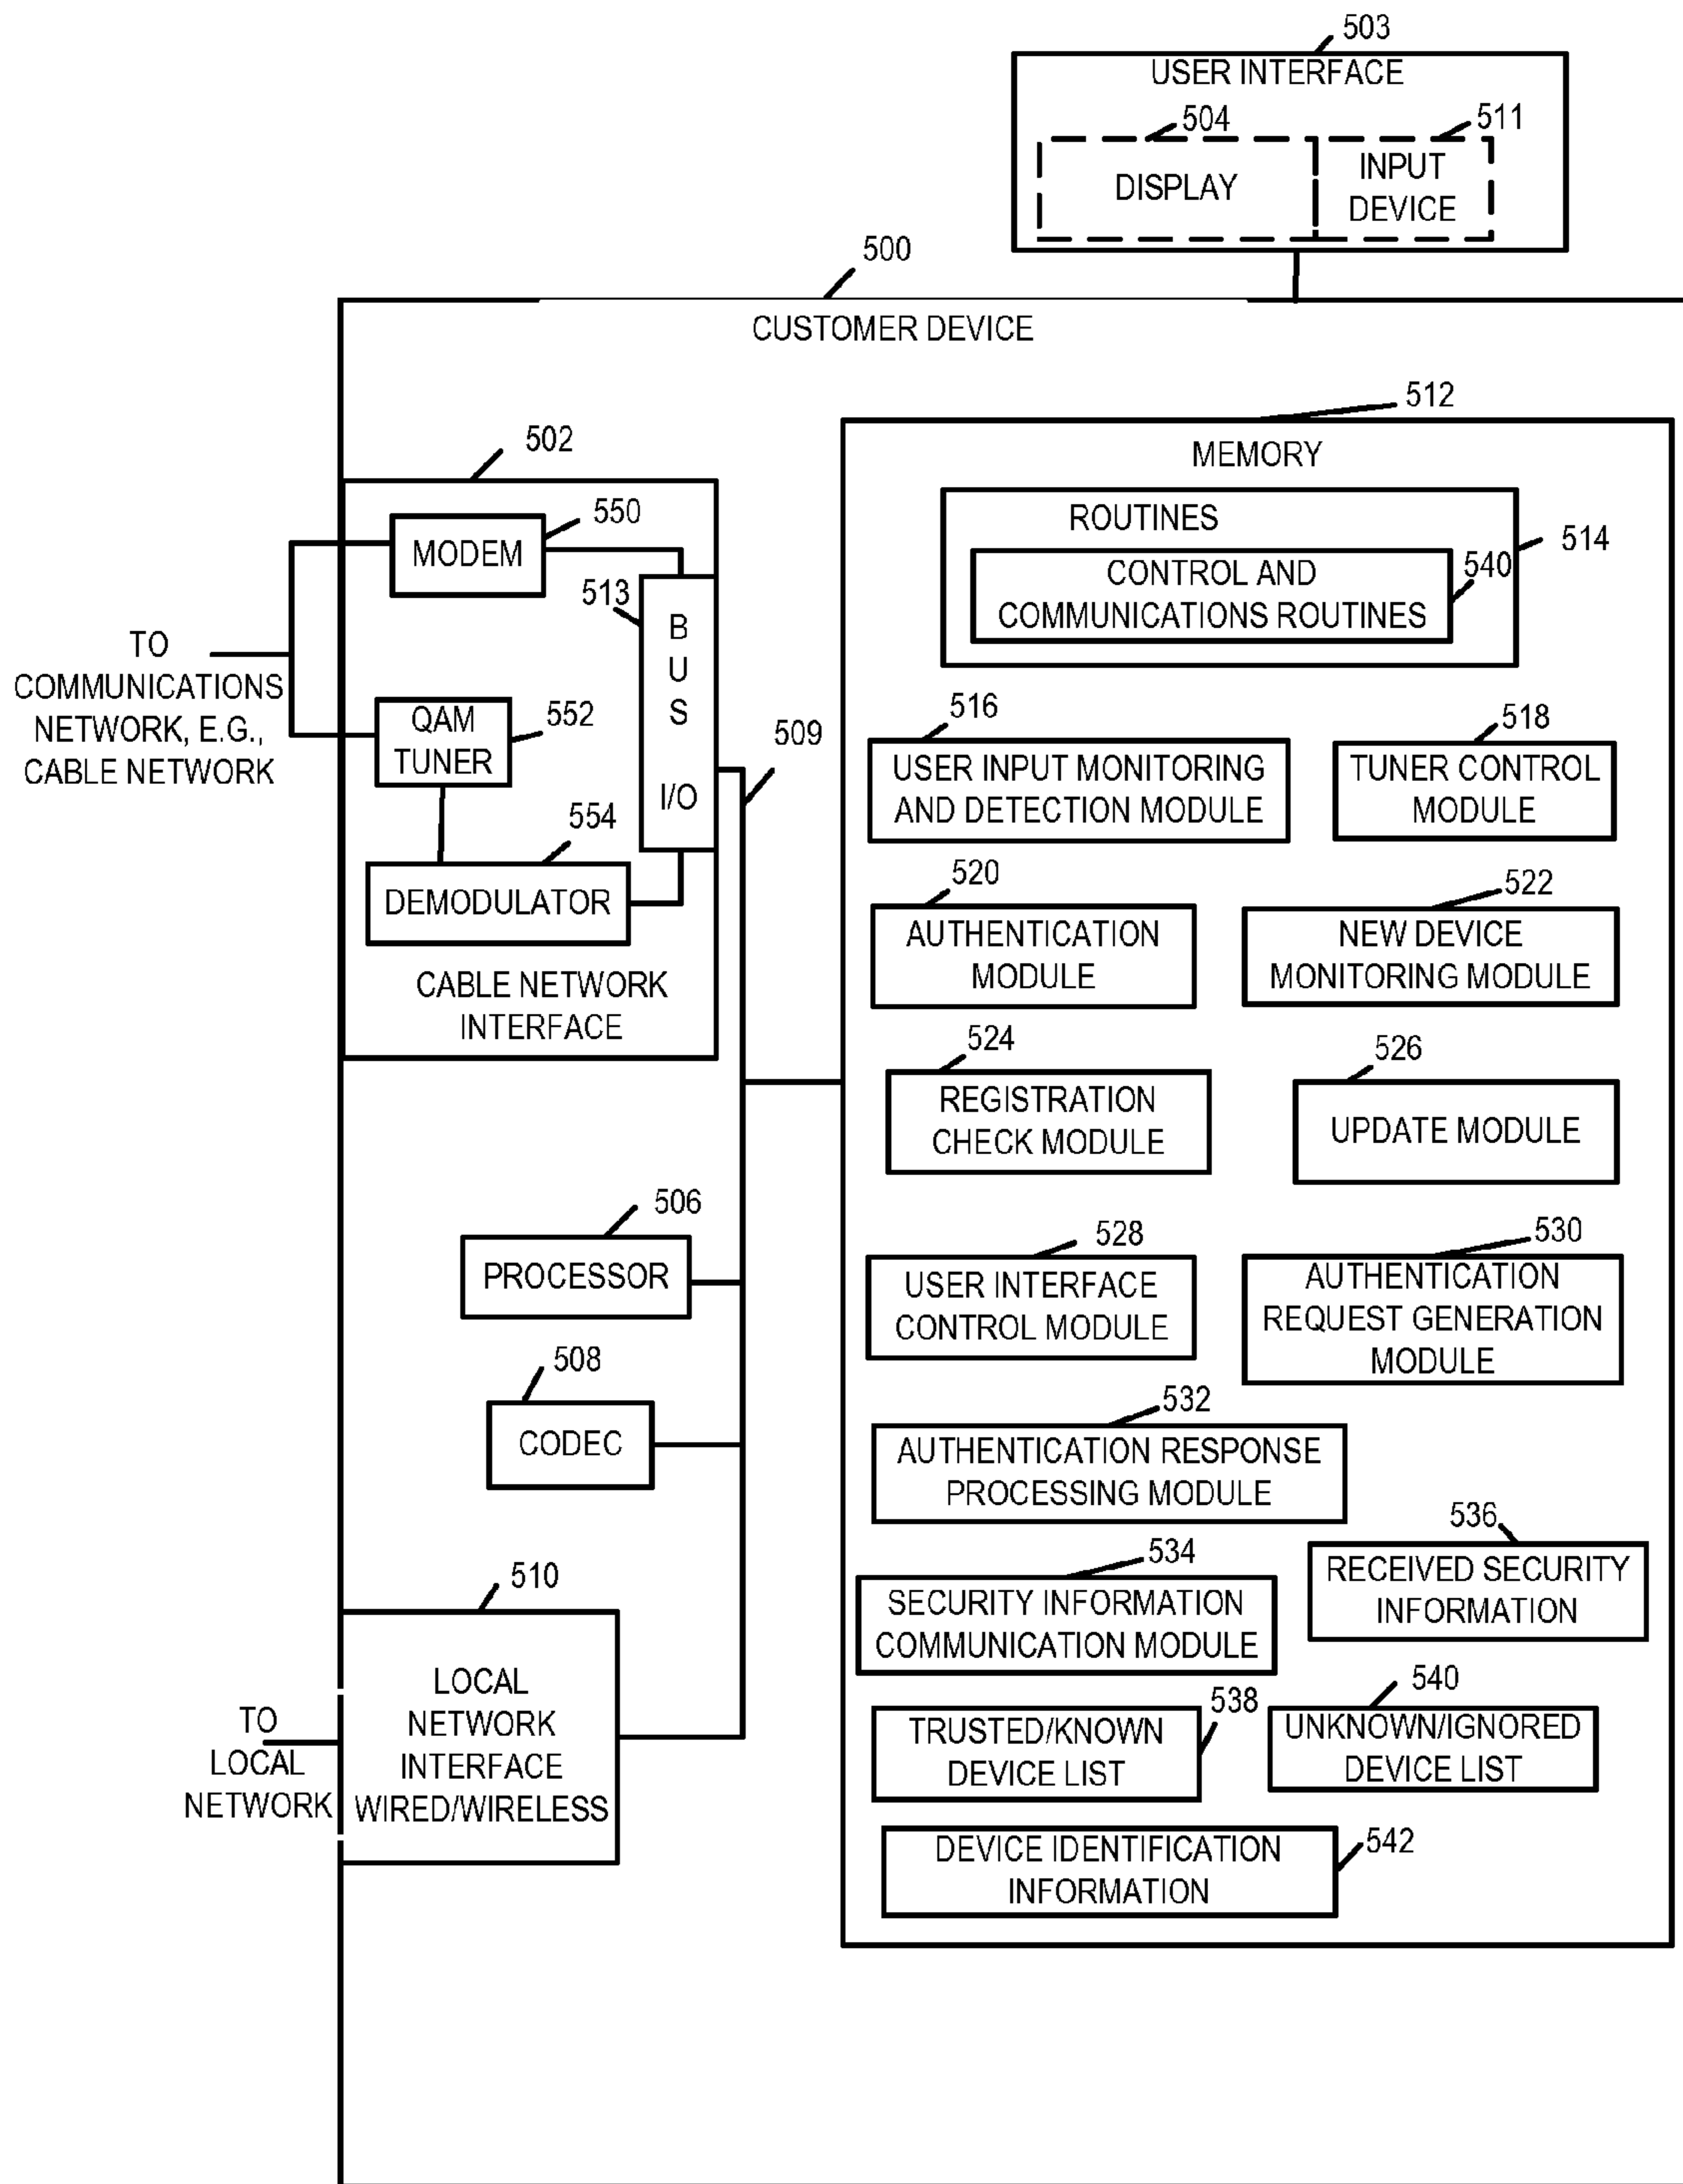 503
USER INTERFACE
504
511
DISPLAY
INPUT
DEVICE
500
CUSTOMER DEVICE
512
MEMORY
502
550
MODEM
513
B
U
S
I/O
TO
COMMUNICATIONS
NETWORK, E.G.,
CABLE NETWORK
QAM
TUNER
552
509
554
DEMODULATOR
CABLE NETWORK
INTERFACE
ROUTINES
514
CONTROL AND
COMMUNICATIONS ROUTINES
540
516
USER INPUT MONITORING
AND DETECTION MODULE
518
TUNER CONTROL
MODULE
520
AUTHENTICATION
MODULE
522
NEW DEVICE
MONITORING MODULE
524
REGISTRATION
CHECK MODULE
526
UPDATE MODULE
506
PROCESSOR
528
USER INTERFACE
CONTROL MODULE
530
AUTHENTICATION
REQUEST GENERATION
MODULE
508
CODEC
532
AUTHENTICATION RESPONSE
PROCESSING MODULE
536
RECEIVED SECURITY
INFORMATION
534
SECURITY INFORMATION
COMMUNICATION MODULE
510
LOCAL
NETWORK
INTERFACE
WIRED/WIRELESS
TO
LOCAL
NETWORK
538
TRUSTED/KNOWN
DEVICE LIST
540
UNKNOWN/IGNORED
DEVICE LIST
542
DEVICE IDENTIFICATION
INFORMATION